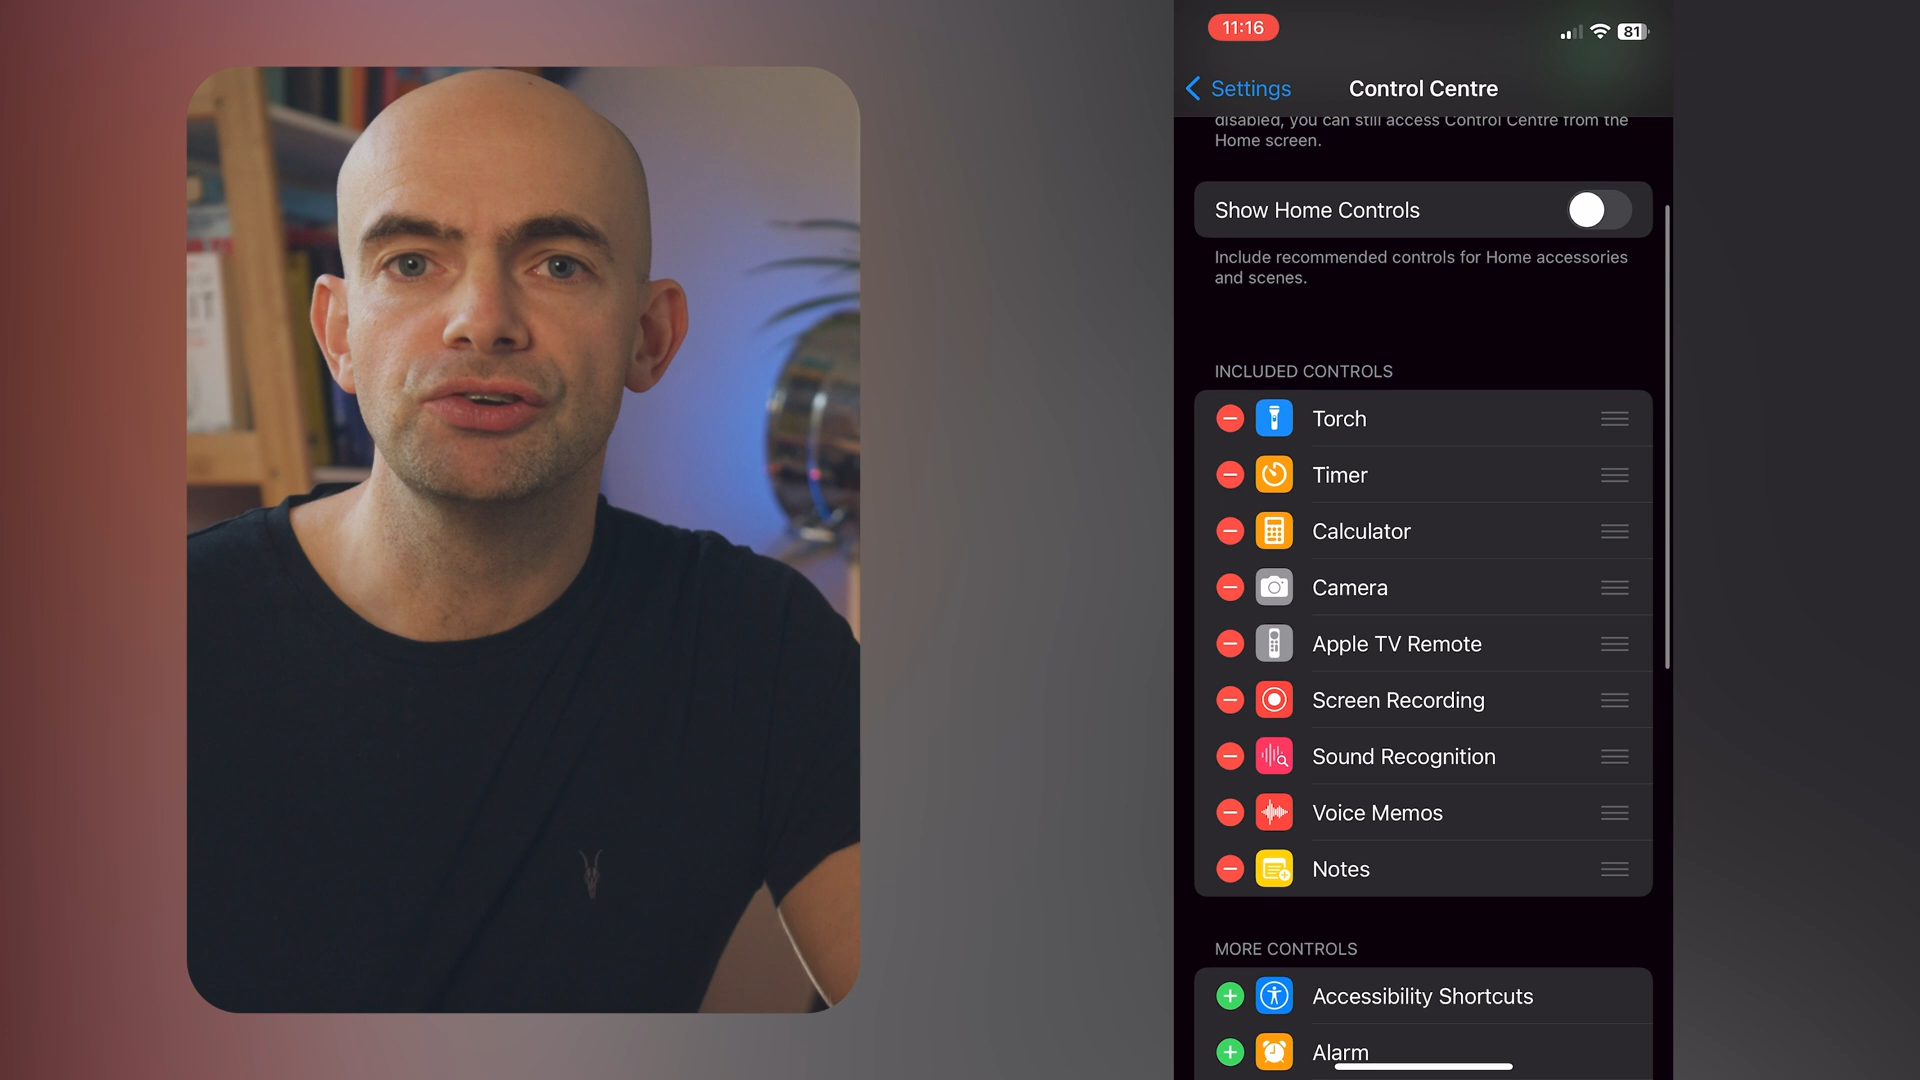 11:16
81
Settings
Control Centre
disabled, you can still access Control Centre from the
Home screen.
Show Home Controls
Include recommended controls for Home accessories
and scenes.
INCLUDED CONTROLS
Torch
Timer
Calculator
Camera
Apple TV Remote
Screen Recording
Sound Recognition
Voice Memos
Notes
MORE CONTROLS
Accessibility Shortcuts
Alarm